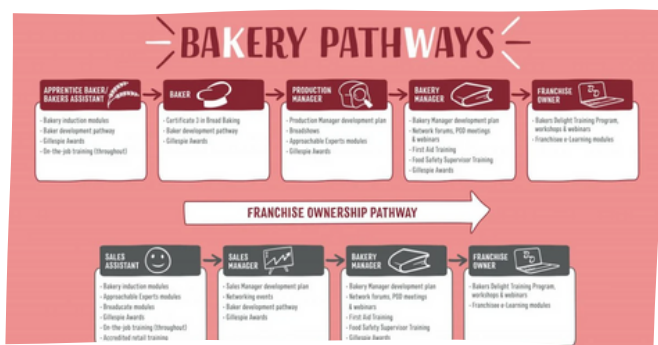 BAKERY PATHWAYS
APPRENTICE BAKER/
BAKERS ASSISTANT
- Bakery induction modules
- Baker development pathway
- Gillespie Awards
- On-the-job training (throughout)
BAKER
- Certificate 3 in Bread Baking
- Baker development pathway
- Gillespie Awards
PRODUCTION
MANAGER
- Production Manager development plan
- Breadshows
- Approachable Experts modules
- Gillespie Awards
BAKERY
MANAGER
- Bakery Manager development plan
- Network forums, POD meetings
& webinars
- First Aid Training
- Food Safety Supervisor Training
- Gillespie Awards
FRANCHISE
OWNER
- Bakers Delight Training Program,
workshops & webinars
- Franchisee e-Learning modules
FRANCHISE OWNERSHIP PATHWAY
SALES
ASSISTANT
- Bakery induction modules
- Approachable Experts modules
- Broaducate modules
- Gillespie Awards
- On-the-job training (throughout)
- Accredited retail training
SALES
MANAGER
- Sales Manager development plan
- Networking events
- Baker development pathway
- Gillespie Awards
BAKERY
MANAGER
- Bakery Manager development plan
- Network forums, POD meetings
& webinars
- First Aid Training
- Food Safety Supervisor Training
- Gillespie Awards
FRANCHISE
OWNER
- Bakers Delight Training Program,
workshops & webinars
- Franchisee e-Learning modules